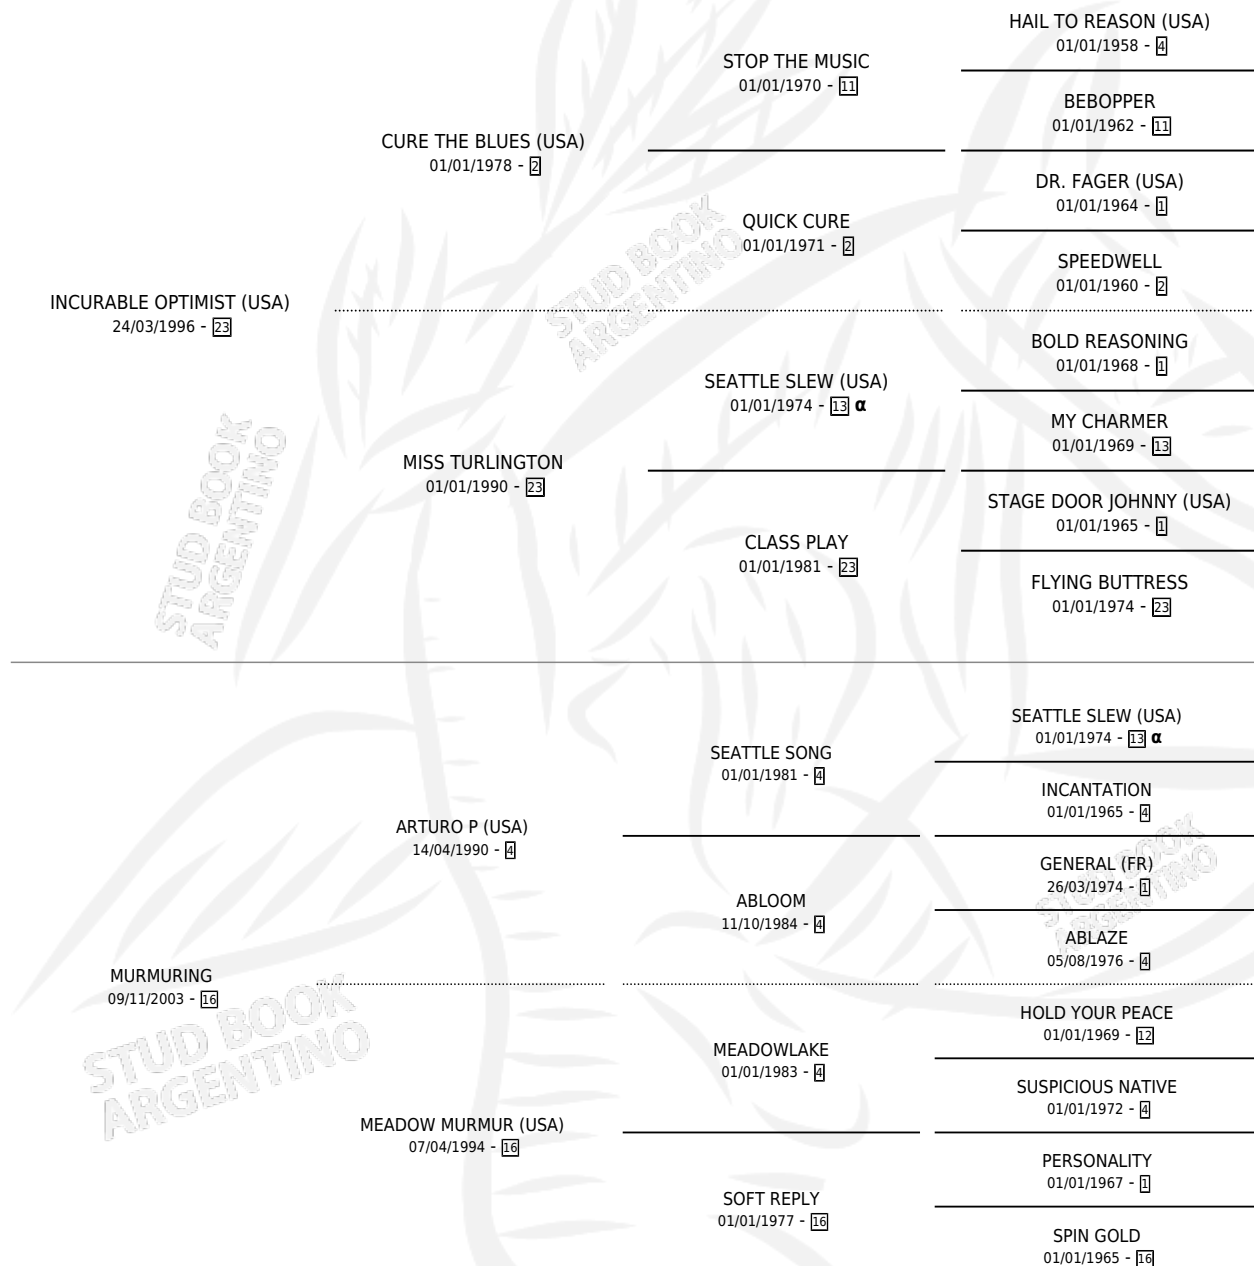 HAIL TO REASON (USA)
01/01/1958 - 4
STOP THE MUSIC
01/01/1970 - 11
BEBOPPER
01/01/1962 - 11
CURE THE BLUES (USA)
01/01/1978 - 2
DR. FAGER (USA)
01/01/1964 - 1
QUICK CURE
01/01/1971 - 2
SPEEDWELL
01/01/1960 - 2
INCURABLE OPTIMIST (USA)
24/03/1996 - 23
BOLD REASONING
01/01/1968 - 1
SEATTLE SLEW (USA)
01/01/1974 - 13 α
MY CHARMER
01/01/1969 - 13
MISS TURLINGTON
01/01/1990 - 23
STAGE DOOR JOHNNY (USA)
01/01/1965 - 1
CLASS PLAY
01/01/1981 - 23
FLYING BUTTRESS
01/01/1974 - 23
SEATTLE SLEW (USA)
01/01/1974 - 13 α
SEATTLE SONG
01/01/1981 - 4
INCANTATION
01/01/1965 - 4
ARTURO P (USA)
14/04/1990 - 4
GENERAL (FR)
26/03/1974 - 1
ABLOOM
11/10/1984 - 4
ABLAZE
05/08/1976 - 4
MURMURING
09/11/2003 - 16
HOLD YOUR PEACE
01/01/1969 - 12
MEADOWLAKE
01/01/1983 - 4
SUSPICIOUS NATIVE
01/01/1972 - 4
MEADOW MURMUR (USA)
07/04/1994 - 16
PERSONALITY
01/01/1967 - 1
SOFT REPLY
01/01/1977 - 16
SPIN GOLD
01/01/1965 - 16
STUD BOOK
ARGENTINO
STUD BOOK
ARGENTINO
STUD BOOK
ARGENTINO
STUD BOOK
ARGENTINO